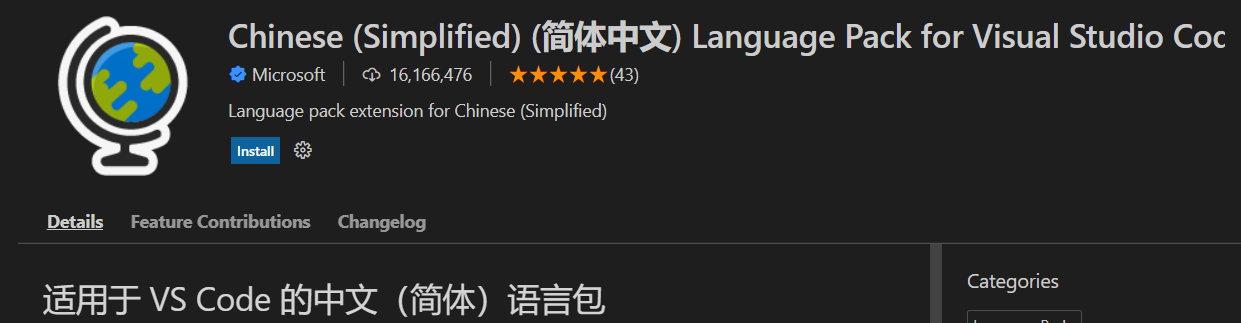 Chinese (Simplified) (简体中文) Language Pack for Visual Studio
Microsoft 16,166,476 ★★★★★(43)
Language pack extension for Chinese (Simplified)
Install
Details Feature Contributions Changelog
适用于 VS Code 的中文（简体）语言包
Categories